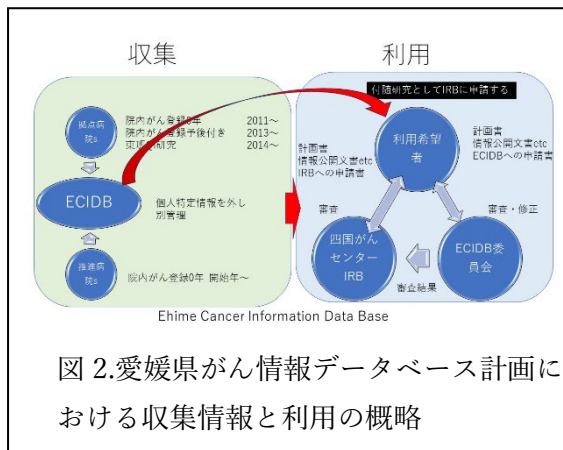 収集
利用
付随研究としてIRBに申請する
拠点病
院s
院内がん登録0年 2011～
院内がん登録予後付き 2013～
2014～
ECIDB
個人特定情報を外し
別管理
推進病
院s
院内がん登録0年 開始年～
利用希望
者
計画書
情報公開文書etc
IRBへの申請書
計画書
情報公開文書etc
ECIDBへの申請書
審査
審査・修正
四国がん
センター
IRB
ECIDB委
員会
審査結果
Ehime Cancer Information Data Base
図 2.愛媛県がん情報データベース計画に
おける収集情報と利用の概略